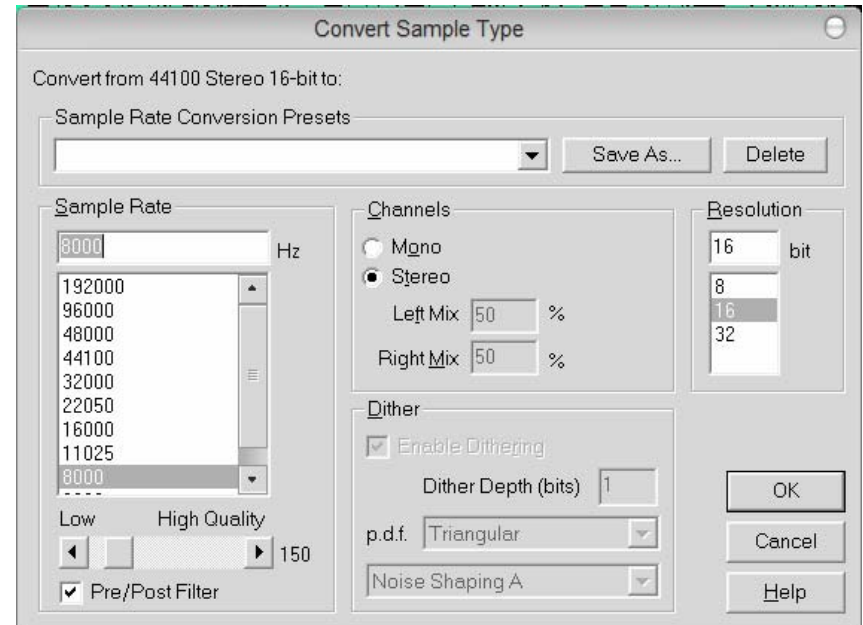 Convert Sample Type
Convert from 44100 Stereo 16-bit to:
Sample Rate Conversion Presets
Save As...
Delete
Sample Rate
8000 Hz
192000
96000
48000
44100
32000
22050
16000
11025
8000
Low High Quality
150
Pre/Post Filter
Channels
Mono
Stereo
Left Mix 50 %
Right Mix 50 %
Dither
Enable Dithering
Dither Depth (bits) 1
p.d.f. Triangular
Noise Shaping A
Resolution
16 bit
8
16
32
OK
Cancel
Help